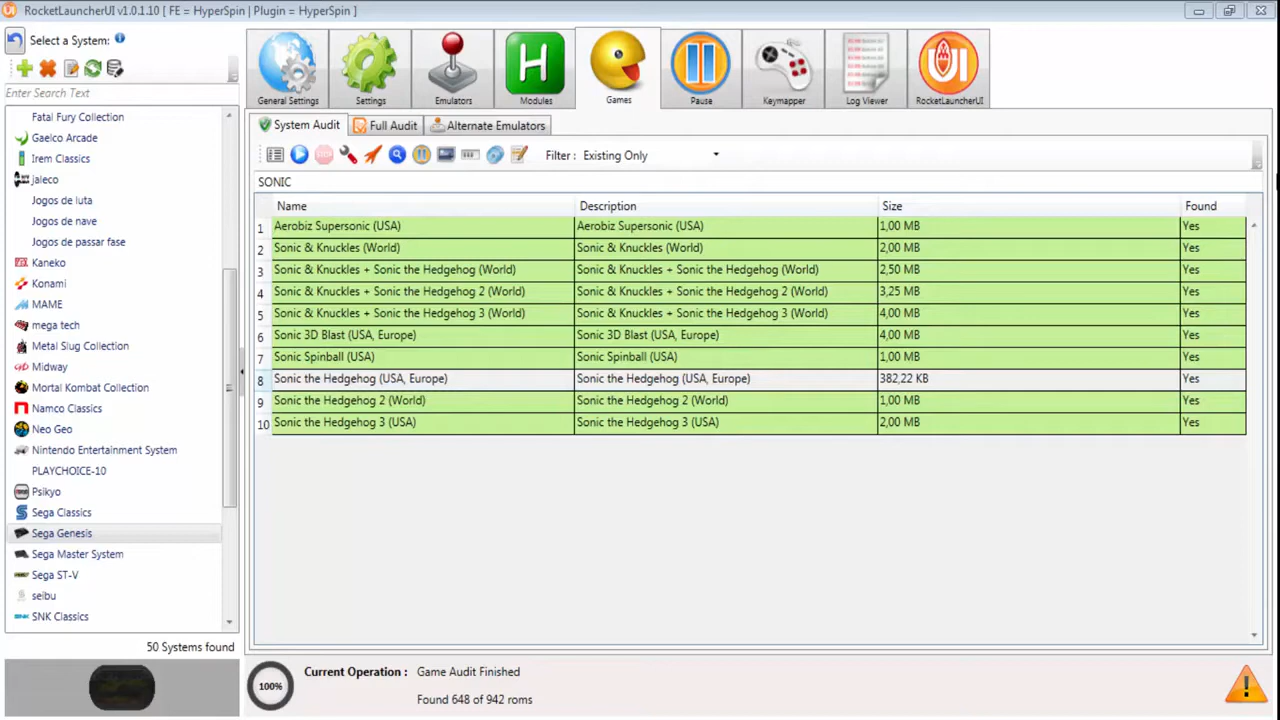 RocketLauncherUI v1.0.1.10 [ FE = HyperSpin | Plugin = HyperSpin ]
Select a System:
Enter Search Text
Fatal Fury Collection
Gaelco Arcade
Irem Classics
jaleco
Jogos de luta
Jogos de nave
Jogos de passar fase
Kaneko
Konami
MAME
mega tech
Metal Slug Collection
Midway
Mortal Kombat Collection
Namco Classics
Neo Geo
Nintendo Entertainment System
PLAYCHOICE-10
Psikyo
Sega Classics
Sega Genesis
Sega Master System
Sega ST-V
seibu
SNK Classics
50 Systems found
General Settings Settings Emulators Modules Games Pause Keymapper Log Viewer RocketLauncherUI
System Audit Full Audit Alternate Emulators
Filter : Existing Only
SONIC
Name Description Size Found
1 Aerobiz Supersonic (USA) Aerobiz Supersonic (USA) 1,00 MB Yes
2 Sonic & Knuckles (World) Sonic & Knuckles (World) 2,00 MB Yes
3 Sonic & Knuckles + Sonic the Hedgehog (World) Sonic & Knuckles + Sonic the Hedgehog (World) 2,50 MB Yes
4 Sonic & Knuckles + Sonic the Hedgehog 2 (World) Sonic & Knuckles + Sonic the Hedgehog 2 (World) 3,25 MB Yes
5 Sonic & Knuckles + Sonic the Hedgehog 3 (World) Sonic & Knuckles + Sonic the Hedgehog 3 (World) 4,00 MB Yes
6 Sonic 3D Blast (USA, Europe) Sonic 3D Blast (USA, Europe) 4,00 MB Yes
7 Sonic Spinball (USA) Sonic Spinball (USA) 1,00 MB Yes
8 Sonic the Hedgehog (USA, Europe) Sonic the Hedgehog (USA, Europe) 382,22 KB Yes
9 Sonic the Hedgehog 2 (World) Sonic the Hedgehog 2 (World) 1,00 MB Yes
10 Sonic the Hedgehog 3 (USA) Sonic the Hedgehog 3 (USA) 2,00 MB Yes
100%
Current Operation : Game Audit Finished
Found 648 of 942 roms